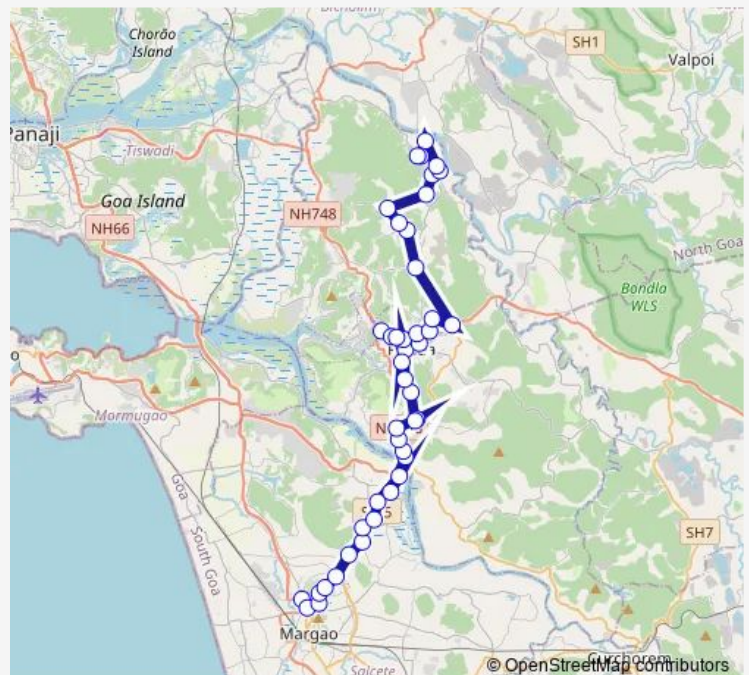 Chorão
Island
SH1
Valpoi
Panaji
Tiswadi
Goa Island
NH748
NH66
North Goa
Bondla
WLS
Mormugao
Goa
South Goa
SH7
Margao
Salcete
Curchorem
© OpenStreetMap contributors